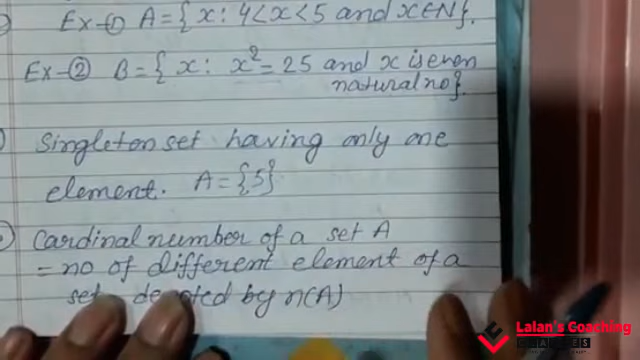 Ex-① A = { x : 4 < x < 5 and x ∈ N }.
Ex-② B = { x : x² = 25 and x is even
natural no }.
Singleton set having only one
element. A = {5}
Cardinal number of a set A
= no of different element of a
set denoted by n(A)
Lalan's Coaching
CLASSES